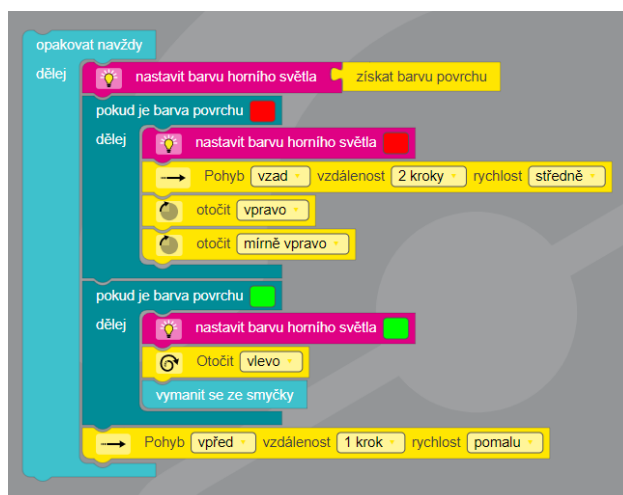 opakovat navždy
dělej nastavit barvu horního světla získat barvu povrchu
pokud je barva povrchu
dělej nastavit barvu horního světla
Pohyb vzad vzdálenost 2 kroky rychlost středně
otočit vpravo
otočit mírně vpravo
pokud je barva povrchu
dělej nastavit barvu horního světla
Otočit vlevo
vymanit se ze smyčky
Pohyb vpřed vzdálenost 1 krok rychlost pomalu